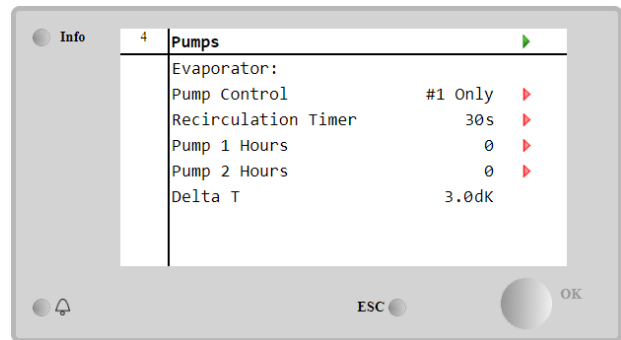 Info
4 Pumps
Evaporator:
Pump Control #1 Only
Recirculation Timer 30s
Pump 1 Hours 0
Pump 2 Hours 0
Delta T 3.0dK
ESC
OK